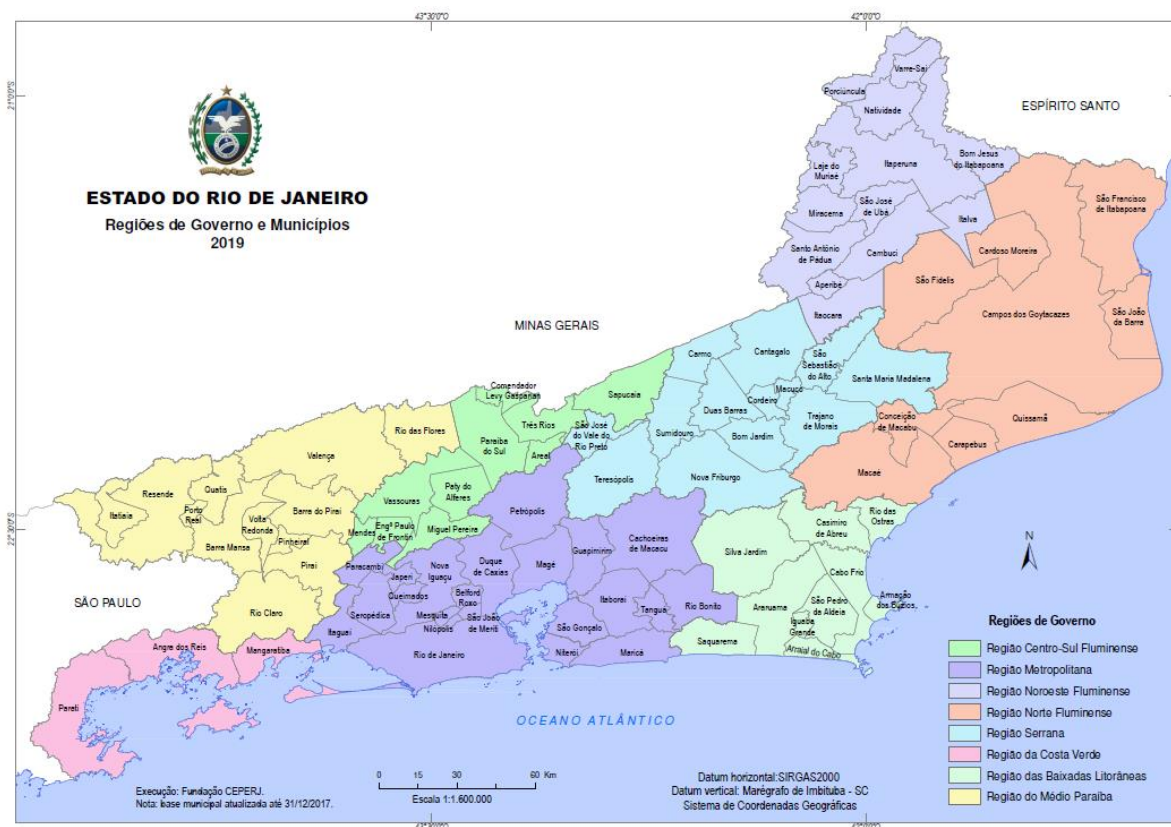 43°30'0"O
42°0'0"O
21°0'0"S
22°30'0"S
ESTADO DO RIO DE JANEIRO
Regiões de Governo e Municípios
2019
ESPÍRITO SANTO
MINAS GERAIS
SÃO PAULO
OCEANO ATLÂNTICO
Varre-Sai
Porciúncula
Natividade
Laje do
Muriaé
Itaperuna
Bom Jesus
do Itabapoana
Miracema
São José
de Ubá
Italva
Santo Antônio
de Pádua
Cambuci
Aperibé
Itaocara
São Francisco
de Itabapoana
Cardoso Moreira
São Fidelis
Campos dos Goytacazes
São João
da Barra
Conceição
de Macabu
Quissamã
Carapebus
Macaé
Carmo
Cantagalo
São
Sebastião
do Alto
Macuco
Cordeiro
Santa Maria Madalena
Duas Barras
Trajano
de Morais
Sumidouro
Bom Jardim
São José
do Vale do
Rio Preto
Teresópolis
Nova Friburgo
Comendador
Levy Gasparian
Sapucaia
Três Rios
Paraíba
do Sul
Areal
Paty do
Alferes
Vassouras
Mendes
Engº Paulo
de Frontin
Miguel Pereira
Rio das Flores
Valença
Resende
Itatiaia
Quatis
Porto
Real
Volta
Redonda
Barra do Piraí
Barra Mansa
Pinheiral
Piraí
Rio Claro
Petrópolis
Paracambi
Japeri
Nova
Iguaçu
Duque
de Caxias
Magé
Guapimirim
Cachoeiras
de Macacu
Queimados
Belford
Roxo
Seropédica
Mesquita
Nilópolis
São João
de Meriti
Itaguaí
Rio de Janeiro
Itaboraí
Tanguá
Rio Bonito
São Gonçalo
Niterói
Maricá
Rio das
Ostras
Casimiro
de Abreu
Silva Jardim
Cabo Frio
Armação
dos Búzios
Araruama
São Pedro
da Aldeia
Iguaba
Grande
Saquarema
Arraial do Cabo
Angra dos Reis
Mangaratiba
Parati
N
Regiões de Governo
Região Centro-Sul Fluminense
Região Metropolitana
Região Noroeste Fluminense
Região Norte Fluminense
Região Serrana
Região da Costa Verde
Região das Baixadas Litorâneas
Região do Médio Paraíba
0 15 30 60 Km
Escala 1:1.600.000
Execução: Fundação CEPERJ.
Nota: base municipal atualizada até 31/12/2017.
Datum horizontal:SIRGAS2000
Datum vertical: Marégrafo de Imbituba - SC
Sistema de Coordenadas Geográficas
43°30'0"O
42°0'0"O